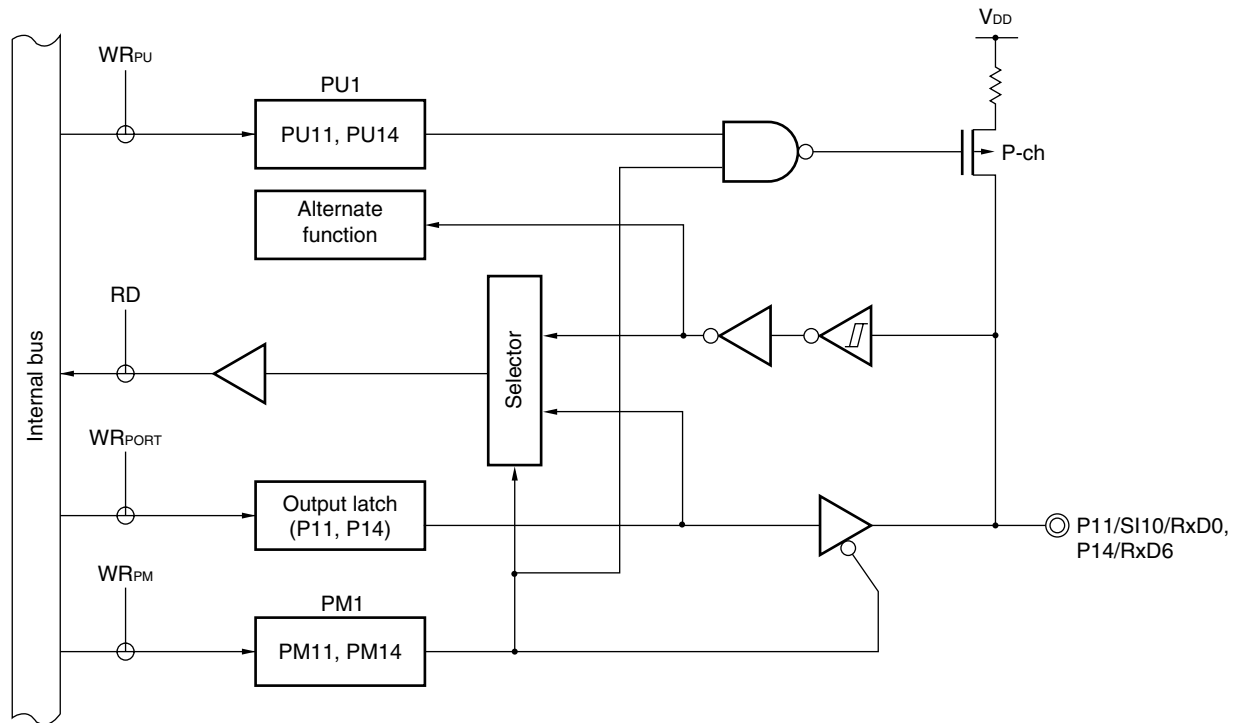 VDD
WRPU
PU1
PU11, PU14
P-ch
Alternate
function
RD
Selector
Internal bus
WRPORT
Output latch
(P11, P14)
P11/SI10/RxD0,
P14/RxD6
WRPM
PM1
PM11, PM14